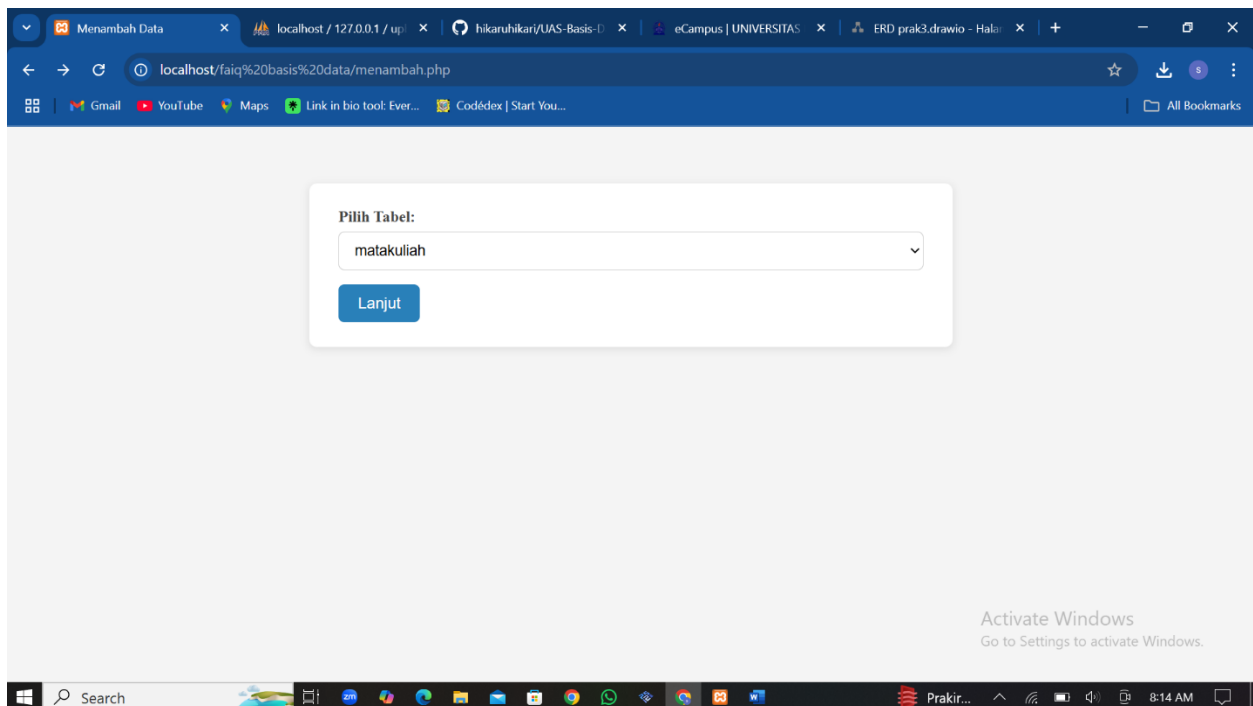 Menambah Data
localhost / 127.0.0.1 / upl
hikaruhikari/UAS-Basis-D
eCampus | UNIVERSITAS
ERD prak3.drawio - Halar
localhost/faiq%20basis%20data/menambah.php
s
Gmail
YouTube
Maps
Link in bio tool: Ever...
Codédex | Start You...
All Bookmarks
Pilih Tabel:
matakuliah
Lanjut
Activate Windows
Go to Settings to activate Windows.
Search
zm
W
Prakir...
8:14 AM